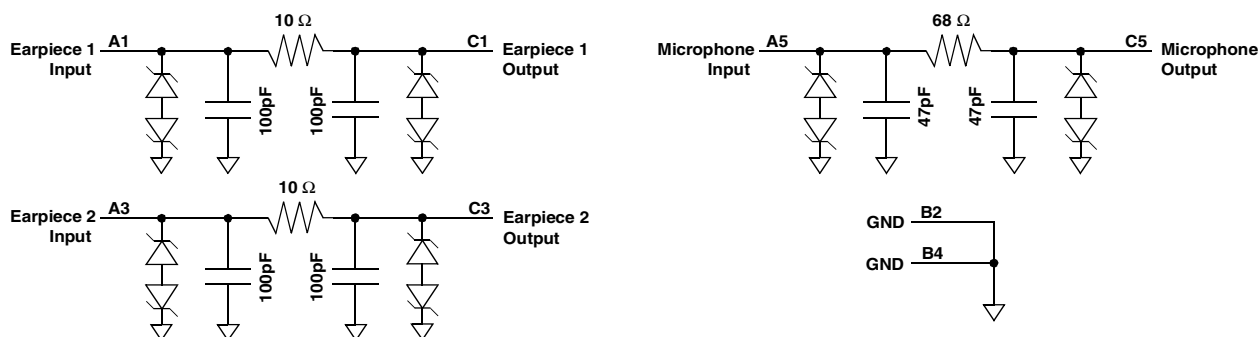 10 Ω
Earpiece 1
Input
A1
100pF
100pF
C1
Earpiece 1
Output
10 Ω
Earpiece 2
Input
A3
100pF
100pF
C3
Earpiece 2
Output
68 Ω
Microphone
Input
A5
47pF
47pF
C5
Microphone
Output
GND B2
GND B4